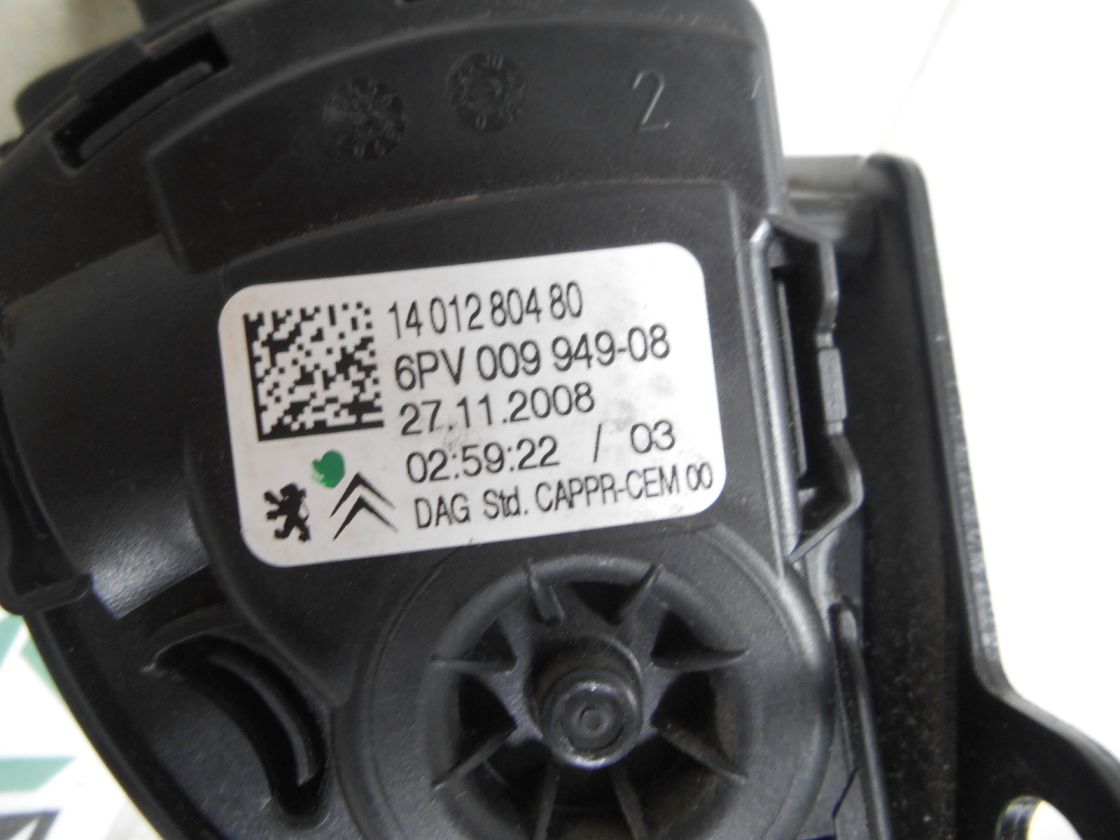 2
14 012 804 80
6PV 009 949-08
27.11.2008
02:59:22 / 03
DAG Std. CAPPR-CEM 00